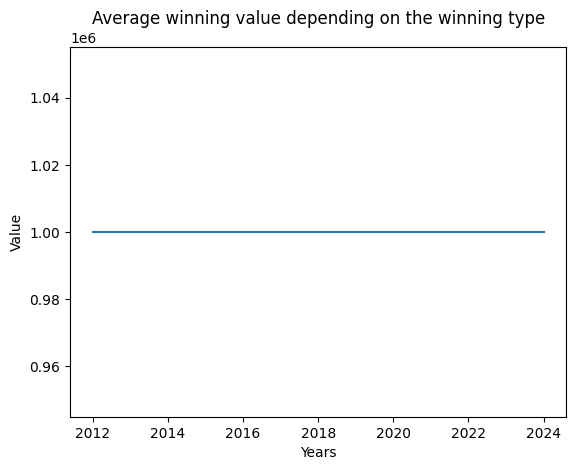 Average winning value depending on the winning type
1e6
1.04
1.02
1.00
0.98
0.96
Value
2012 2014 2016 2018 2020 2022 2024
Years